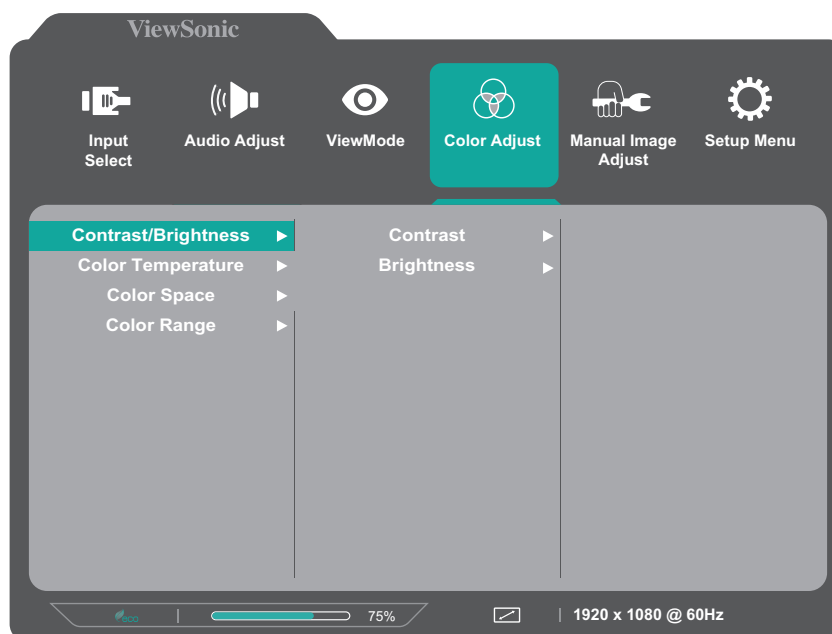 ViewSonic
Input
Select
Audio Adjust
ViewMode
Color Adjust
Manual Image
Adjust
Setup Menu
Contrast/Brightness
Color Temperature
Color Space
Color Range
Contrast
Brightness
eco
75%
1920 x 1080 @ 60Hz